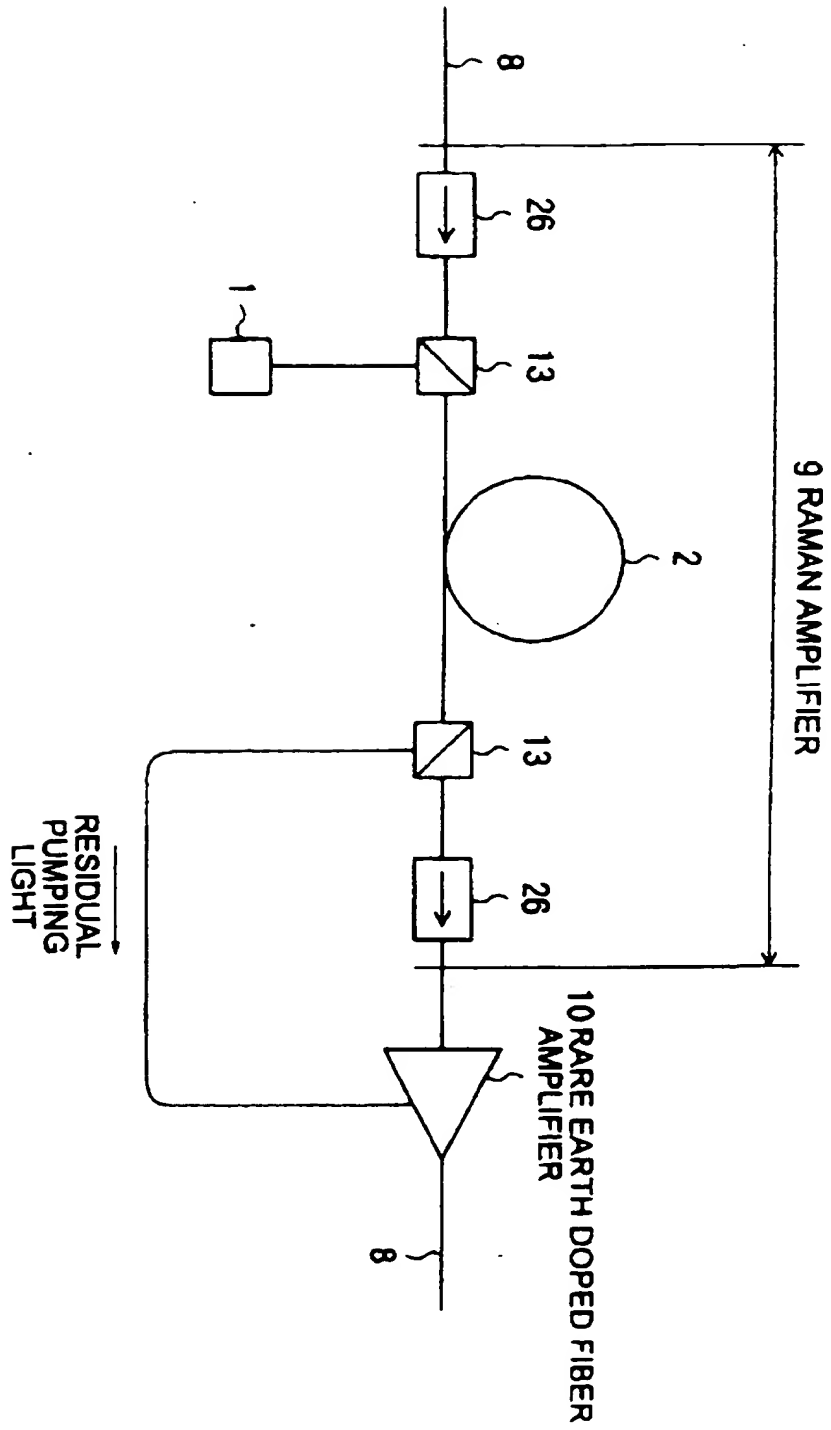 9 RAMAN AMPLIFIER
8
26
13
1
2
13
26
10 RARE EARTH DOPED FIBER
AMPLIFIER
8
RESIDUAL
PUMPING
LIGHT